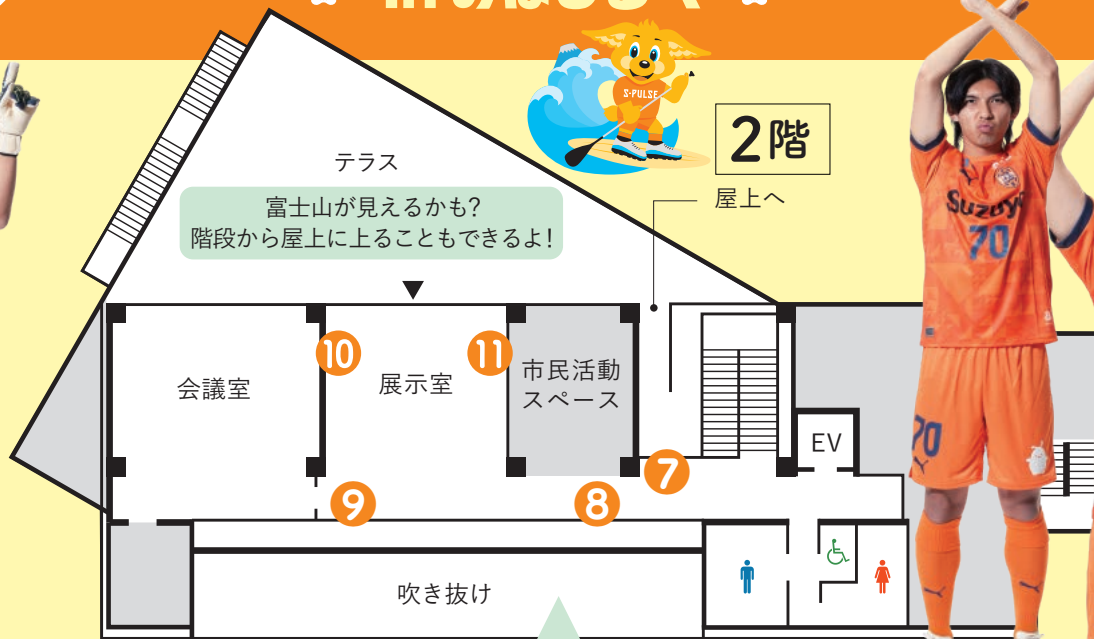 S-PULSE
2階
屋上へ
テラス
富士山が見えるかも?
階段から屋上に上ることもできるよ!
Suzuyo
70
70
10
11
会議室
展示室
市民活動
スペース
EV
7
9
8
吹き抜け